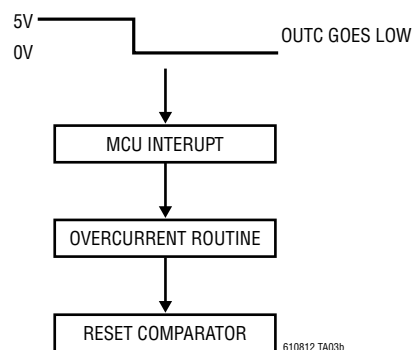 5V
OUTC GOES LOW
0V
MCU INTERUPT
OVERCURRENT ROUTINE
RESET COMPARATOR
610812 TA03b